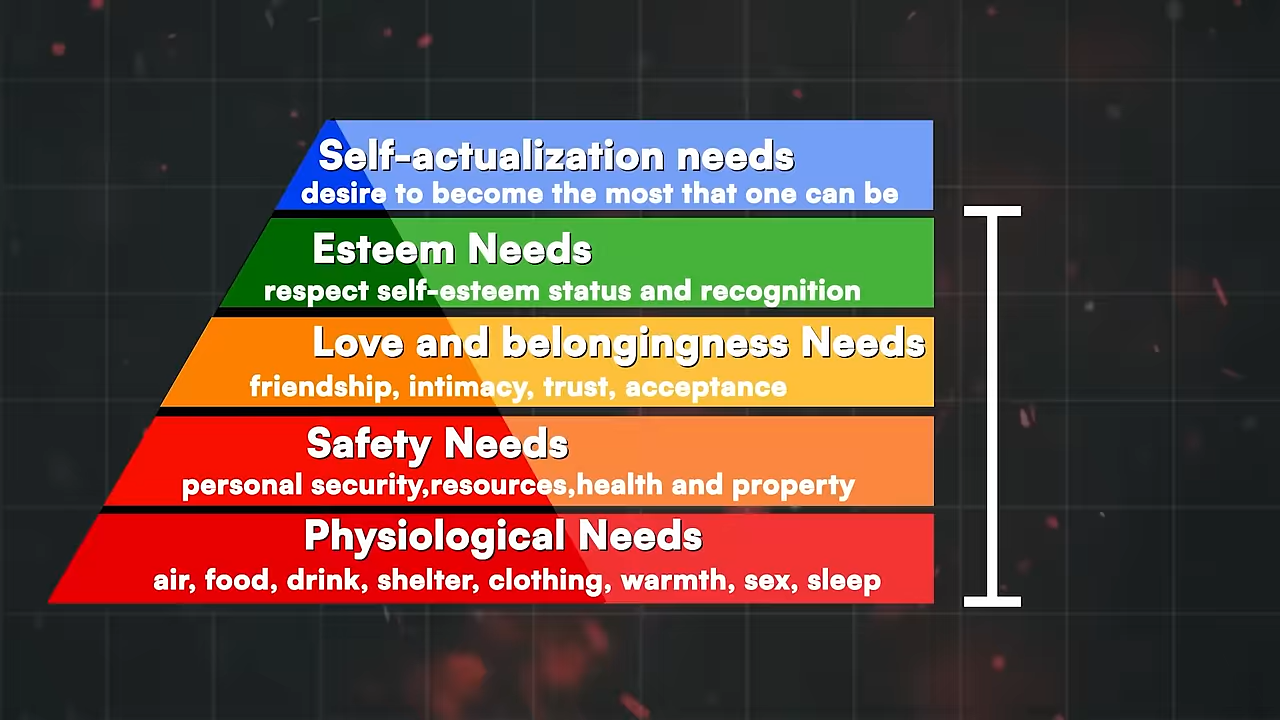 Self-actualization needs
desire to become the most that one can be
Esteem Needs
respect self-esteem status and recognition
Love and belongingness Needs
friendship, intimacy, trust, acceptance
Safety Needs
personal security,resources,health and property
Physiological Needs
air, food, drink, shelter, clothing, warmth, sex, sleep